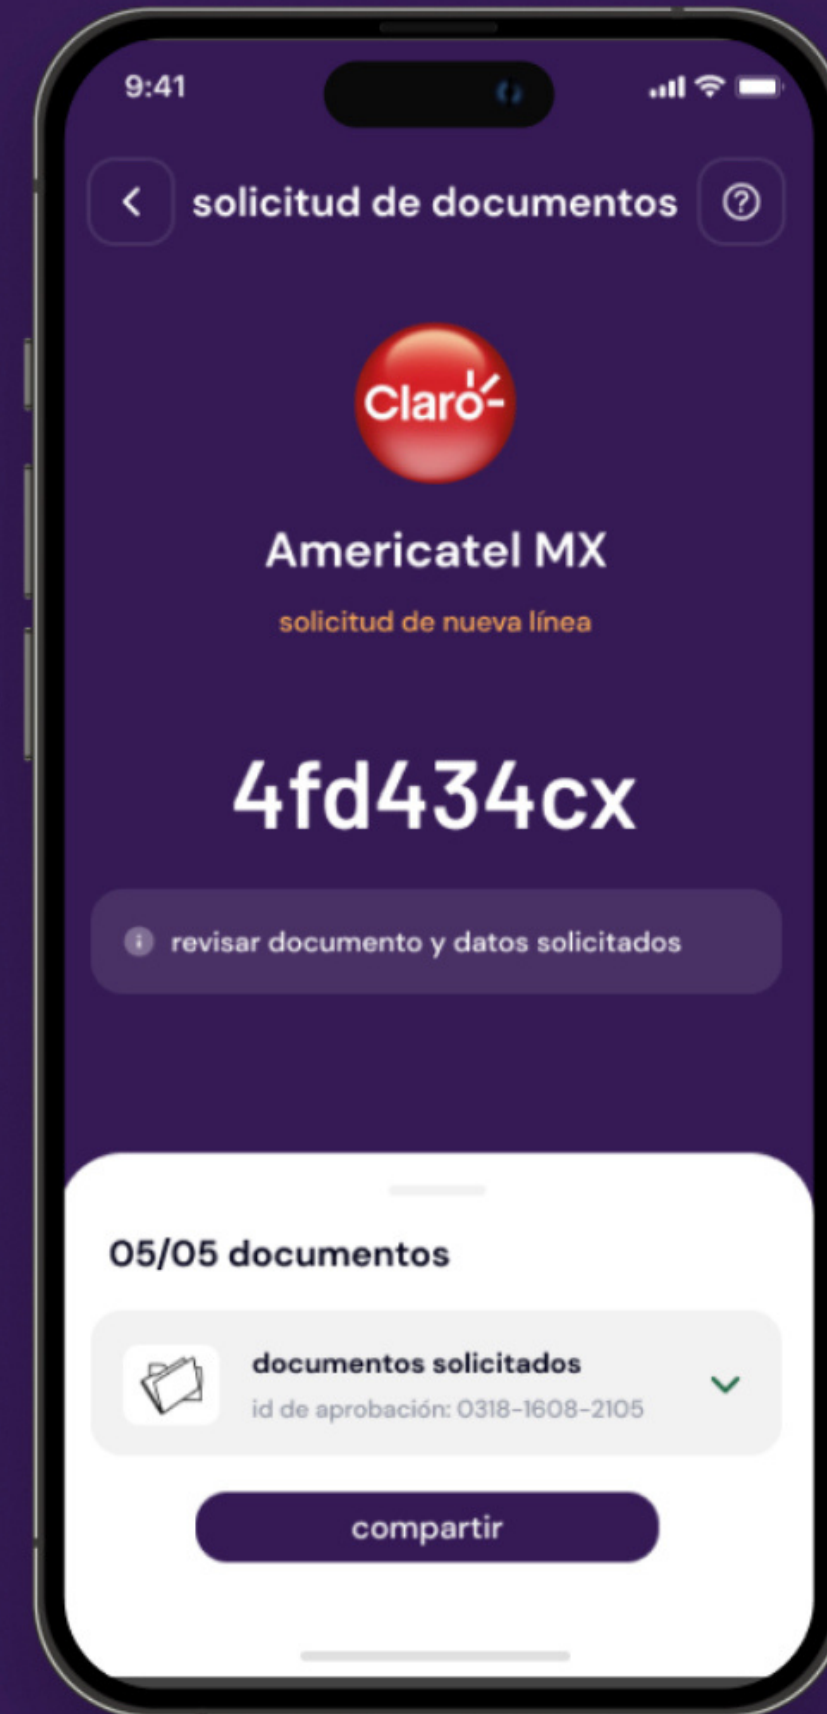 9:41
solicitud de documentos
Claro
Americatel MX
solicitud de nueva línea
4fd434cx
revisar documento y datos solicitados
05/05 documentos
documentos solicitados
id de aprobación: 0318-1608-2105
compartir